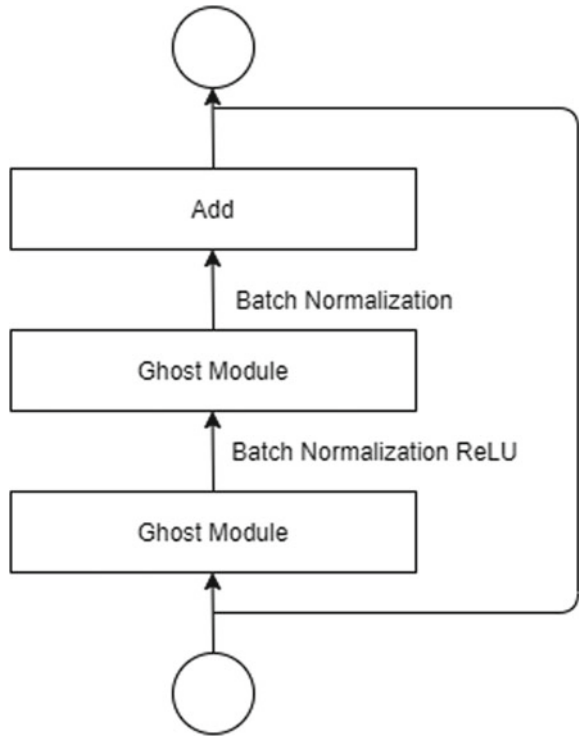 Add
Batch Normalization
Ghost Module
Batch Normalization ReLU
Ghost Module